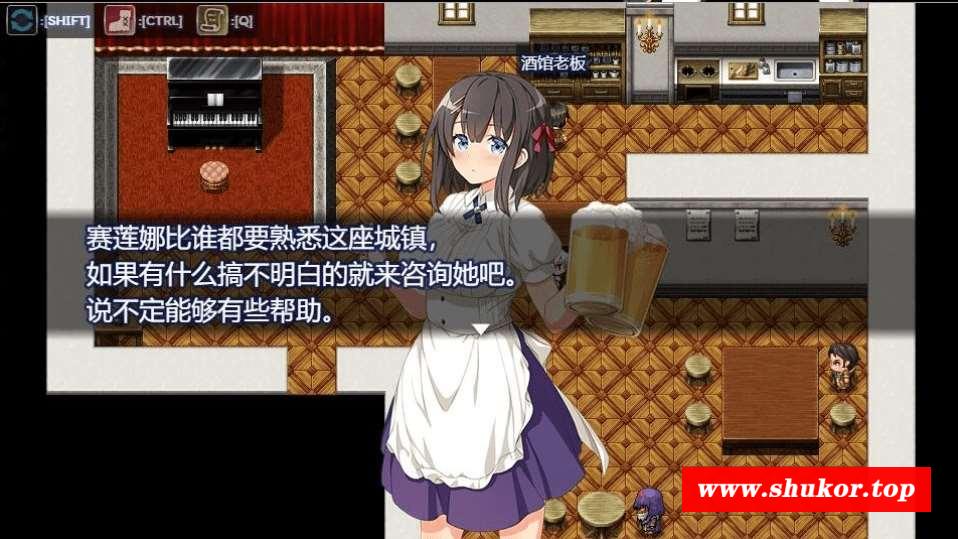 :[SHIFT] :[CTRL] :[Q]
酒馆老板
赛莲娜比谁都要熟悉这座城镇，
如果有什么搞不明白的就来咨询她吧。
说不定能够有些帮助。
www.shukor.top